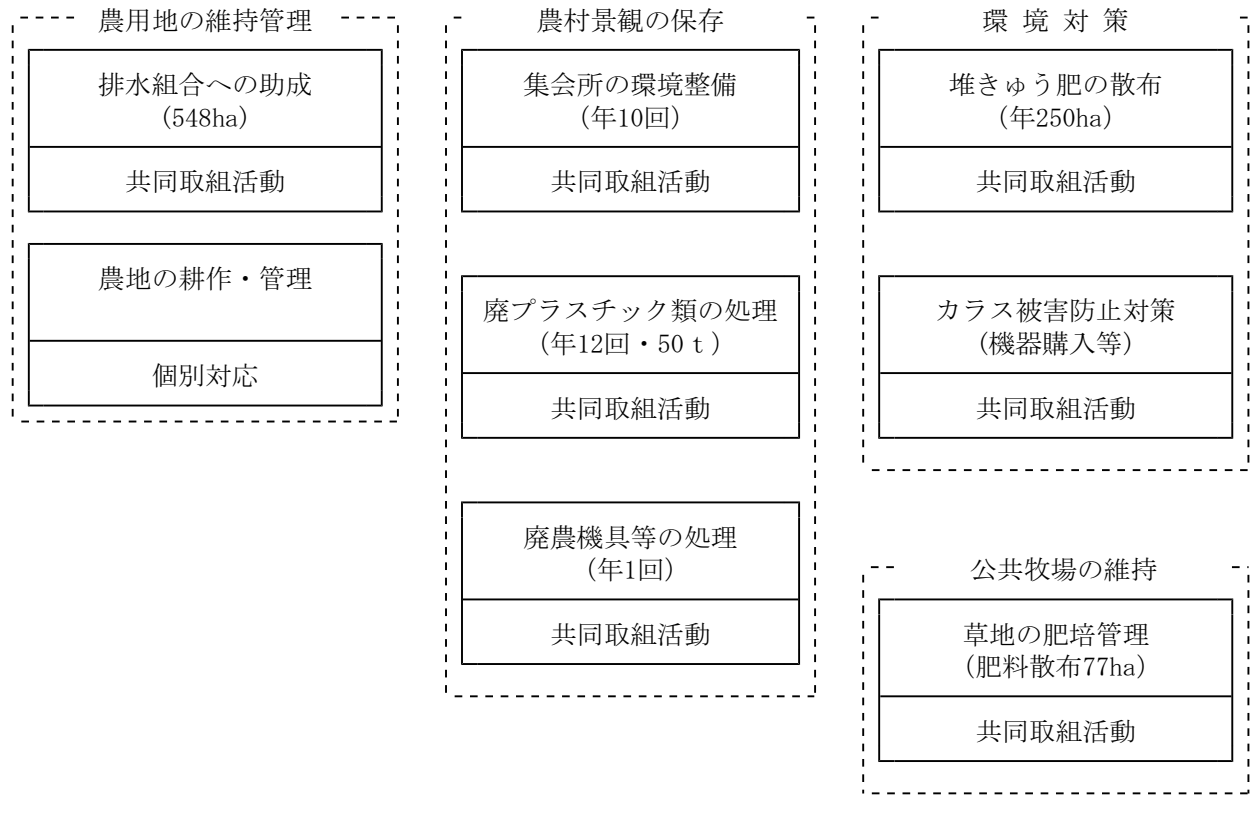 農用地の維持管理
排水組合への助成
（548ha）
共同取組活動
農地の耕作・管理
個別対応
農村景観の保存
集会所の環境整備
（年10回）
共同取組活動
廃プラスチック類の処理
（年12回・50ｔ）
共同取組活動
廃農機具等の処理
（年1回）
共同取組活動
環 境 対 策
堆きゅう肥の散布
（年250ha）
共同取組活動
カラス被害防止対策
（機器購入等）
共同取組活動
公共牧場の維持
草地の肥培管理
（肥料散布77ha）
共同取組活動